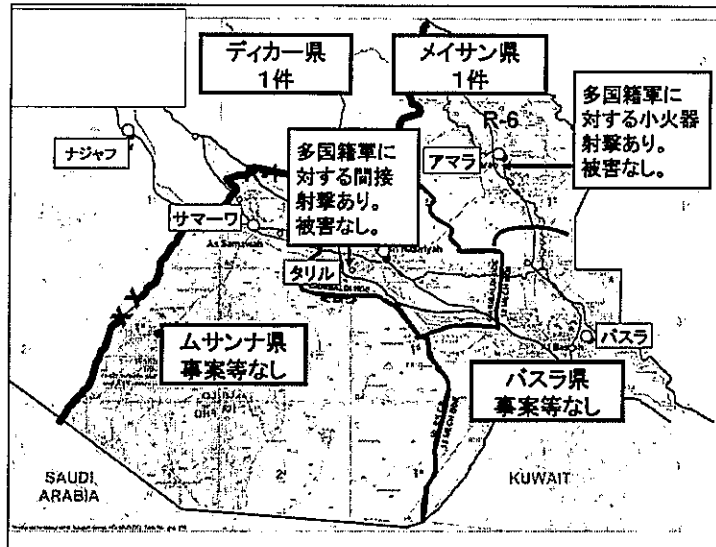 ディカー県
1件
メイサン県
1件
多国籍軍に
対する小火器
射撃あり。
被害なし。
R-6
ナジャフ
アマラ
多国籍軍に
対する間接
射撃あり。
被害なし。
サマーワ
As Samawah
タリル
バスラ
ムサンナ県
事案等なし
バスラ県
事案等なし
SAUDI
ARABIA
KUWAIT